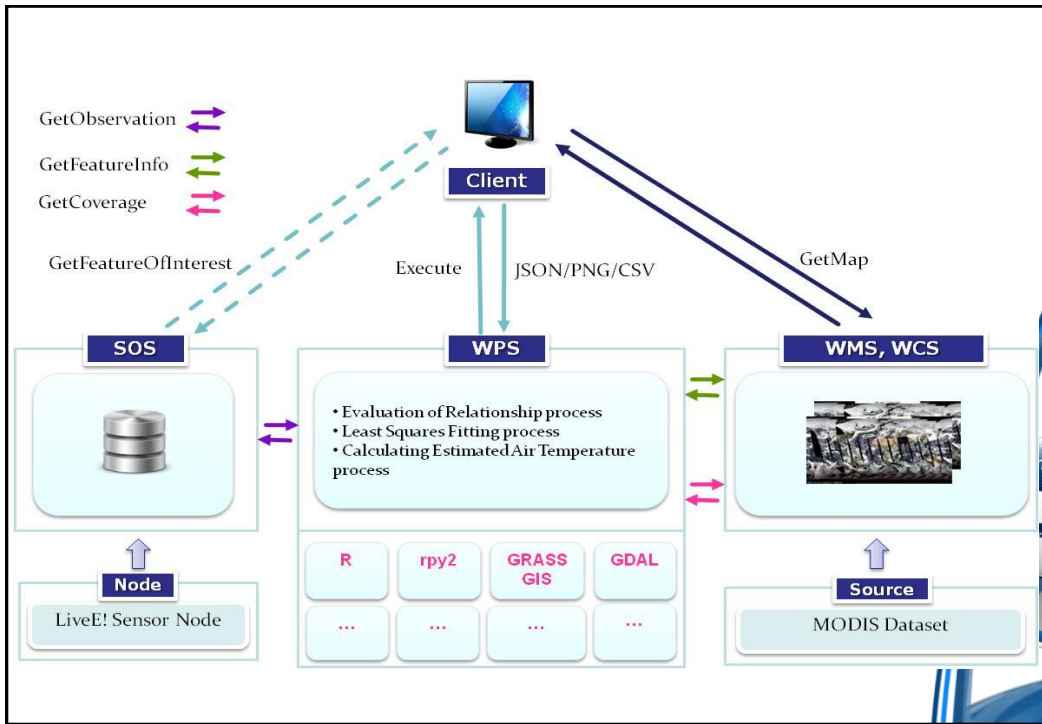 GetObservation
GetFeatureInfo
GetCoverage
Client
GetFeatureOfInterest
Execute
JSON/PNG/CSV
GetMap
SOS
WPS
WMS, WCS
• Evaluation of Relationship process
• Least Squares Fitting process
• Calculating Estimated Air Temperature
process
Node
LiveE! Sensor Node
R
rpy2
GRASS
GIS
GDAL
...
...
...
...
Source
MODIS Dataset